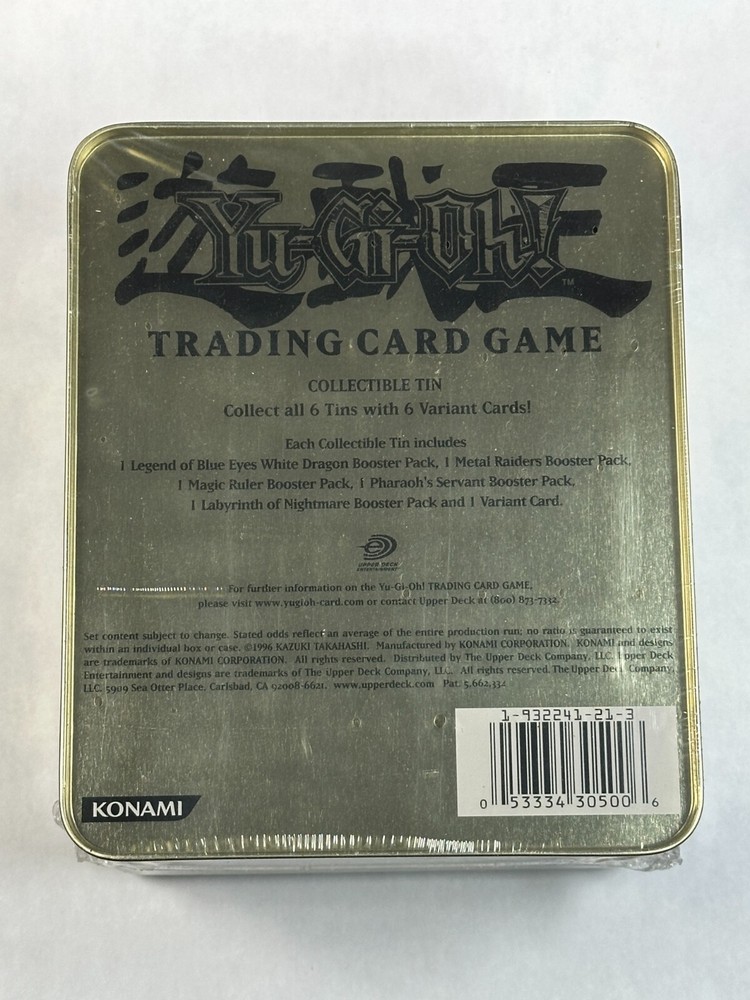 遊戯王
Yu-Gi-Oh!
TM
TRADING CARD GAME
COLLECTIBLE TIN
Collect all 6 Tins with 6 Variant Cards!
Each Collectible Tin includes
1 Legend of Blue Eyes White Dragon Booster Pack, 1 Metal Raiders Booster Pack,
1 Magic Ruler Booster Pack, 1 Pharaoh's Servant Booster Pack,
1 Labyrinth of Nightmare Booster Pack and 1 Variant Card.
UPPER DECK
ENTERTAINMENT
For further information on the Yu-Gi-Oh! TRADING CARD GAME,
please visit www.yugioh-card.com or contact Upper Deck at (800) 873-7332.
Set content subject to change. Stated odds reflect an average of the entire production run; no ratio is guaranteed to exist
within an individual box or case. ©1996 KAZUKI TAKAHASHI. Manufactured by KONAMI CORPORATION. KONAMI and designs
are trademarks of KONAMI CORPORATION. All rights reserved. Distributed by The Upper Deck Company, LLC. Upper Deck
Entertainment and designs are trademarks of The Upper Deck Company, LLC. All rights reserved. The Upper Deck Company,
LLC. 5909 Sea Otter Place, Carlsbad, CA 92008-6621. www.upperdeck.com Pat. 5,662,332
1-932241-21-3
0 53334 30500 6
KONAMI